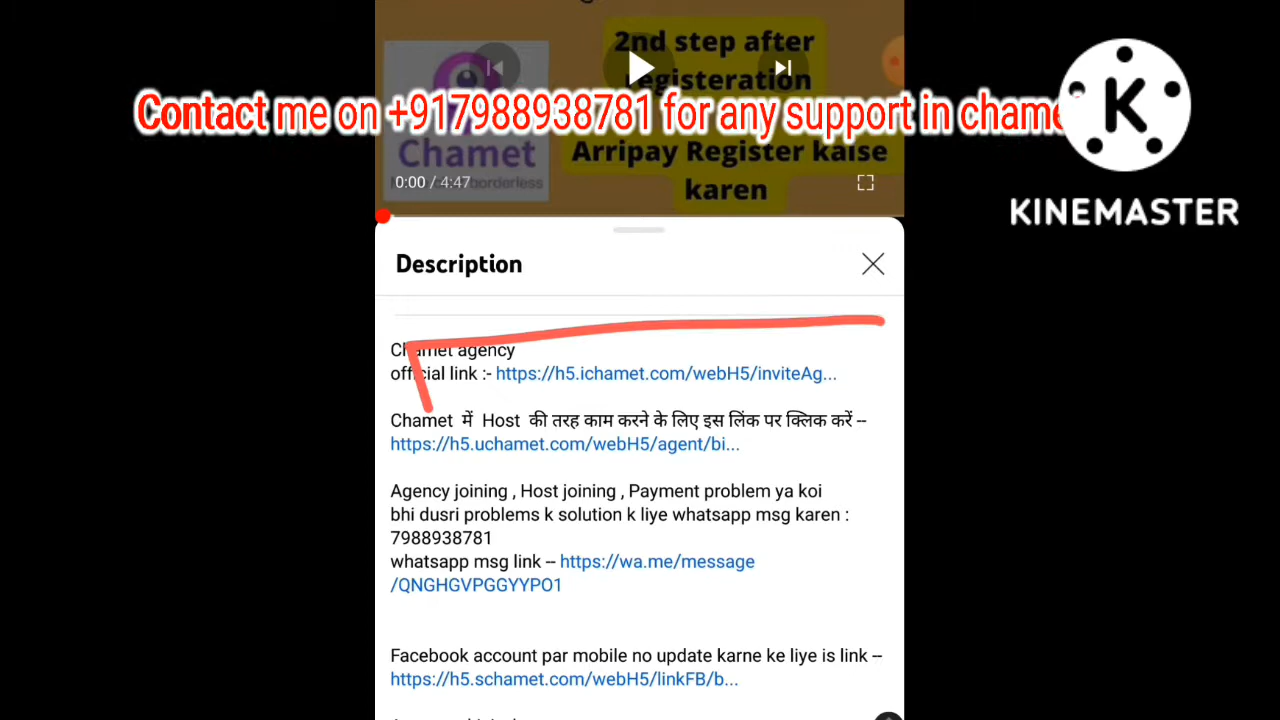 2nd step after
registeration
Contact me on +917988938781 for any support in chame
Chamet
Arripay Register kaise
karen
0:00 / 4:47
borderless
KINEMASTER
Description
Chamet agency
official link :- https://h5.ichamet.com/webH5/inviteAg...
Chamet में Host की तरह काम करने के लिए इस लिंक पर क्लिक करें --
https://h5.uchamet.com/webH5/agent/bi...
Agency joining , Host joining , Payment problem ya koi
bhi dusri problems k solution k liye whatsapp msg karen :
7988938781
whatsapp msg link -- https://wa.me/message
/QNGHGVPGGYYPO1
Facebook account par mobile no update karne ke liye is link --
https://h5.schamet.com/webH5/linkFB/b...